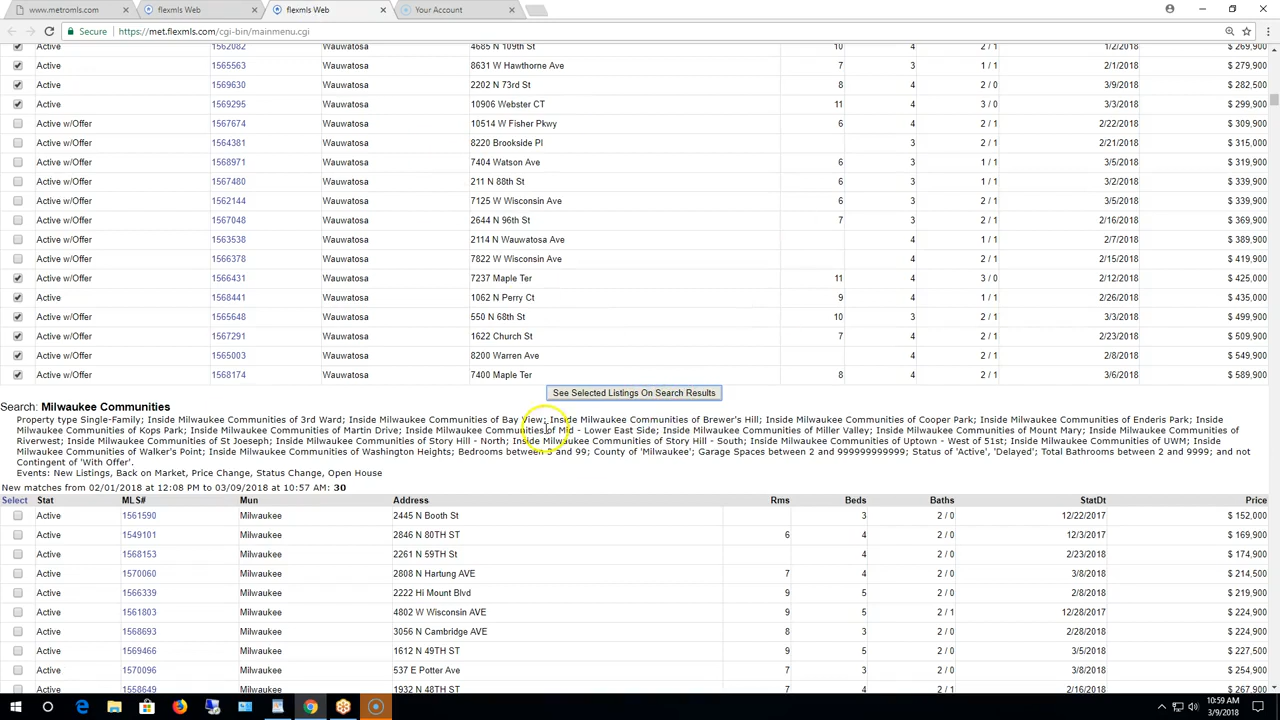 www.metromls.com
flexmls Web
flexmls Web
Your Account
Secure https://met.flexmls.com/cgi-bin/mainmenu.cgi
Active 1562082 Wauwatosa 4685 N 109th St 10 4 2 / 1 1/2/2018 $ 269,900
Active 1565563 Wauwatosa 8631 W Hawthorne Ave 7 3 1 / 1 2/1/2018 $ 279,900
Active 1569630 Wauwatosa 2202 N 73rd St 8 4 2 / 0 3/9/2018 $ 282,500
Active 1569295 Wauwatosa 10906 Webster CT 11 4 3 / 0 3/3/2018 $ 299,900
Active w/Offer 1567674 Wauwatosa 10514 W Fisher Pkwy 6 4 2 / 1 2/22/2018 $ 309,900
Active w/Offer 1564381 Wauwatosa 8220 Brookside Pl 3 2 / 1 2/21/2018 $ 315,000
Active w/Offer 1568971 Wauwatosa 7404 Watson Ave 6 3 1 / 1 3/5/2018 $ 319,900
Active w/Offer 1567480 Wauwatosa 211 N 88th St 6 3 1 / 1 3/2/2018 $ 339,900
Active w/Offer 1562144 Wauwatosa 7125 W Wisconsin Ave 6 3 2 / 1 3/5/2018 $ 339,900
Active w/Offer 1567048 Wauwatosa 2644 N 96th St 7 3 2 / 1 2/16/2018 $ 369,900
Active w/Offer 1563538 Wauwatosa 2114 N Wauwatosa Ave 4 1 / 1 2/7/2018 $ 389,900
Active w/Offer 1566378 Wauwatosa 7822 W Wisconsin Ave 4 2 / 1 2/15/2018 $ 419,900
Active w/Offer 1566431 Wauwatosa 7237 Maple Ter 11 4 3 / 0 2/12/2018 $ 425,000
Active 1568441 Wauwatosa 1062 N Perry Ct 9 4 1 / 1 2/26/2018 $ 435,000
Active w/Offer 1565648 Wauwatosa 550 N 68th St 10 3 2 / 1 3/3/2018 $ 499,900
Active w/Offer 1567291 Wauwatosa 1622 Church St 7 4 2 / 1 2/23/2018 $ 509,900
Active w/Offer 1565003 Wauwatosa 8200 Warren Ave 4 2 / 1 2/8/2018 $ 549,900
Active w/Offer 1568174 Wauwatosa 7400 Maple Ter 8 4 2 / 1 3/6/2018 $ 589,900
See Selected Listings On Search Results
Search: Milwaukee Communities
Property type Single-Family; Inside Milwaukee Communities of 3rd Ward; Inside Milwaukee Communities of Bay View; Inside Milwaukee Communities of Brewer's Hill; Inside Milwaukee Communities of Cooper Park; Inside Milwaukee Communities of Enderis Park; Inside
Milwaukee Communities of Kops Park; Inside Milwaukee Communities of Martin Drive; Inside Milwaukee Communities of Mid - Lower East Side; Inside Milwaukee Communities of Miller Valley; Inside Milwaukee Communities of Mount Mary; Inside Milwaukee Communities of
Riverwest; Inside Milwaukee Communities of St Joeseph; Inside Milwaukee Communities of Story Hill - North; Inside Milwaukee Communities of Story Hill - South; Inside Milwaukee Communities of Uptown - West of 51st; Inside Milwaukee Communities of UWM; Inside
Milwaukee Communities of Walker's Point; Inside Milwaukee Communities of Washington Heights; Bedrooms between 3 and 99; County of 'Milwaukee'; Garage Spaces between 2 and 999999999999; Status of 'Active', 'Delayed'; Total Bathrooms between 2 and 9999; and not
Contingent of 'With Offer'.
Events: New Listings, Back on Market, Price Change, Status Change, Open House
New matches from 02/01/2018 at 12:08 PM to 03/09/2018 at 10:57 AM: 30
Select Stat MLS# Mun Address Rms Beds Baths StatDt Price
Active 1561590 Milwaukee 2445 N Booth St 3 2 / 0 12/22/2017 $ 152,000
Active 1549101 Milwaukee 2846 N 80TH ST 6 4 2 / 0 12/3/2017 $ 169,900
Active 1568153 Milwaukee 2261 N 59TH St 4 2 / 0 2/23/2018 $ 174,900
Active 1570060 Milwaukee 2808 N Hartung AVE 7 4 2 / 0 3/8/2018 $ 214,500
Active 1566339 Milwaukee 2222 Hi Mount Blvd 9 5 2 / 0 2/8/2018 $ 219,900
Active 1561803 Milwaukee 4802 W Wisconsin AVE 9 5 2 / 1 12/28/2017 $ 224,900
Active 1568693 Milwaukee 3056 N Cambridge AVE 8 3 2 / 0 2/28/2018 $ 224,900
Active 1569466 Milwaukee 1612 N 49TH ST 9 5 2 / 0 3/5/2018 $ 227,500
Active 1570096 Milwaukee 537 E Potter Ave 7 3 2 / 0 3/8/2018 $ 254,900
Active 1558649 Milwaukee 1932 N 48TH ST 7 4 2 / 0 2/16/2018 $ 267,900
10:59 AM
3/9/2018